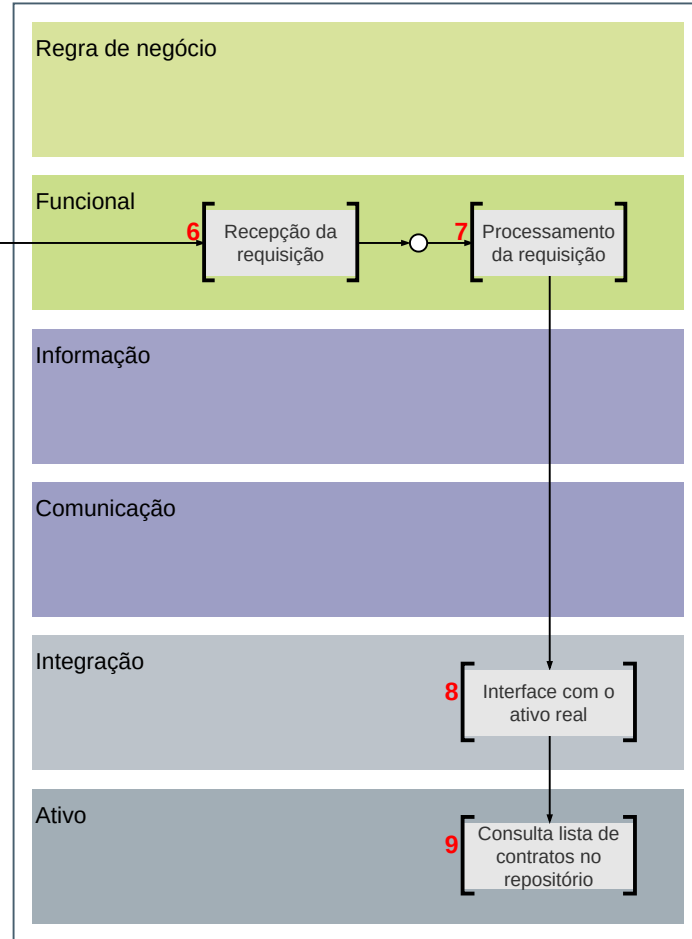 Regra de negócio
Funcional
6
Recepção da
requisição
7
Processamento
da requisição
Informação
Comunicação
Integração
8
Interface com o
ativo real
Ativo
9
Consulta lista de
contratos no
repositório